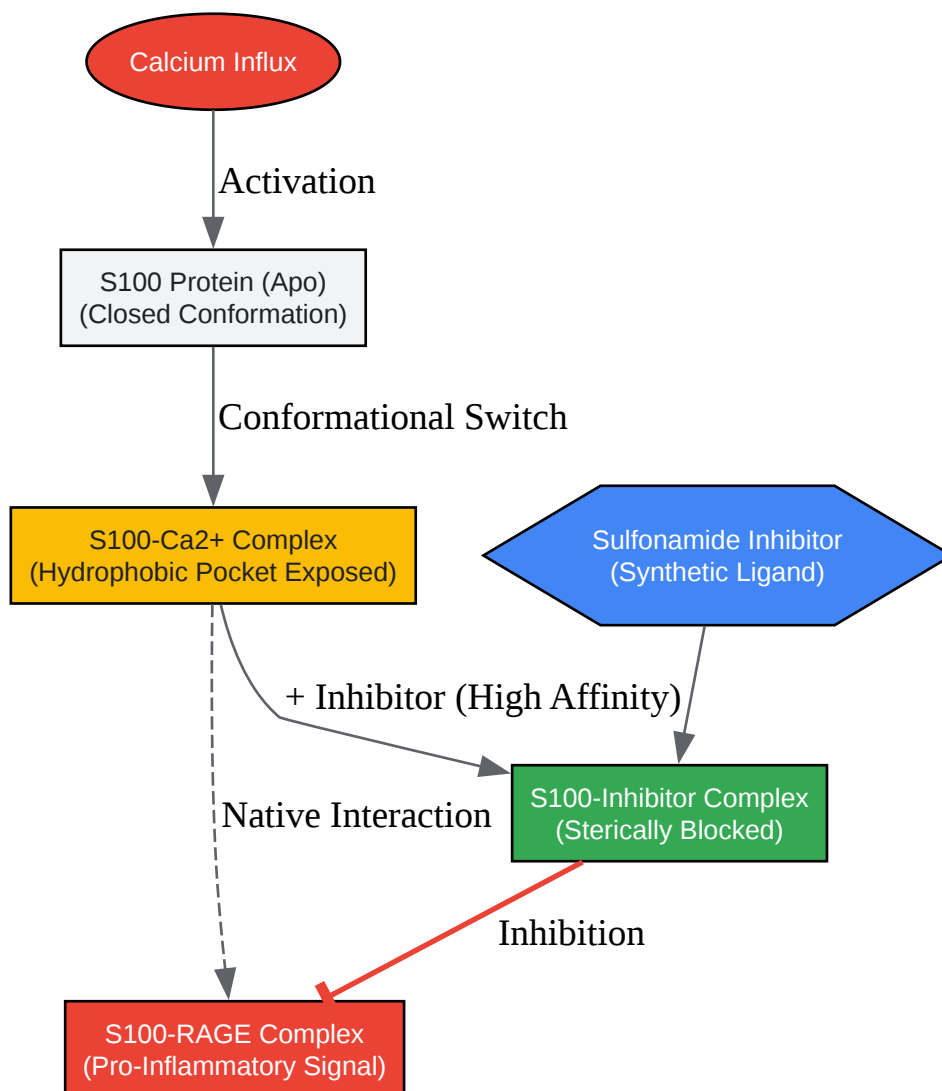 Calcium Influx
Activation
S100 Protein (Apo)
(Closed Conformation)
Conformational Switch
S100-Ca2+ Complex
(Hydrophobic Pocket Exposed)
Sulfonamide Inhibitor
(Synthetic Ligand)
+ Inhibitor (High Affinity)
S100-Inhibitor Complex
(Sterically Blocked)
Native Interaction
Inhibition
S100-RAGE Complex
(Pro-Inflammatory Signal)